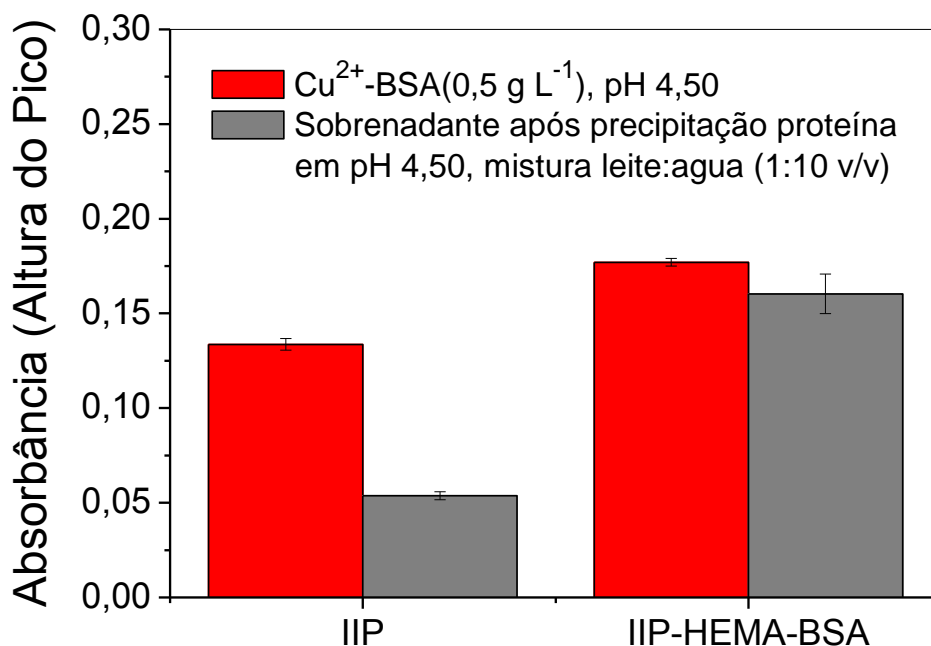 Absorbância (Altura do Pico)
0,30
0,25
0,20
0,15
0,10
0,05
0,00
Cu²⁺-BSA(0,5 g L⁻¹), pH 4,50
Sobrenadante após precipitação proteína
em pH 4,50, mistura leite:agua (1:10 v/v)
IIP
IIP-HEMA-BSA